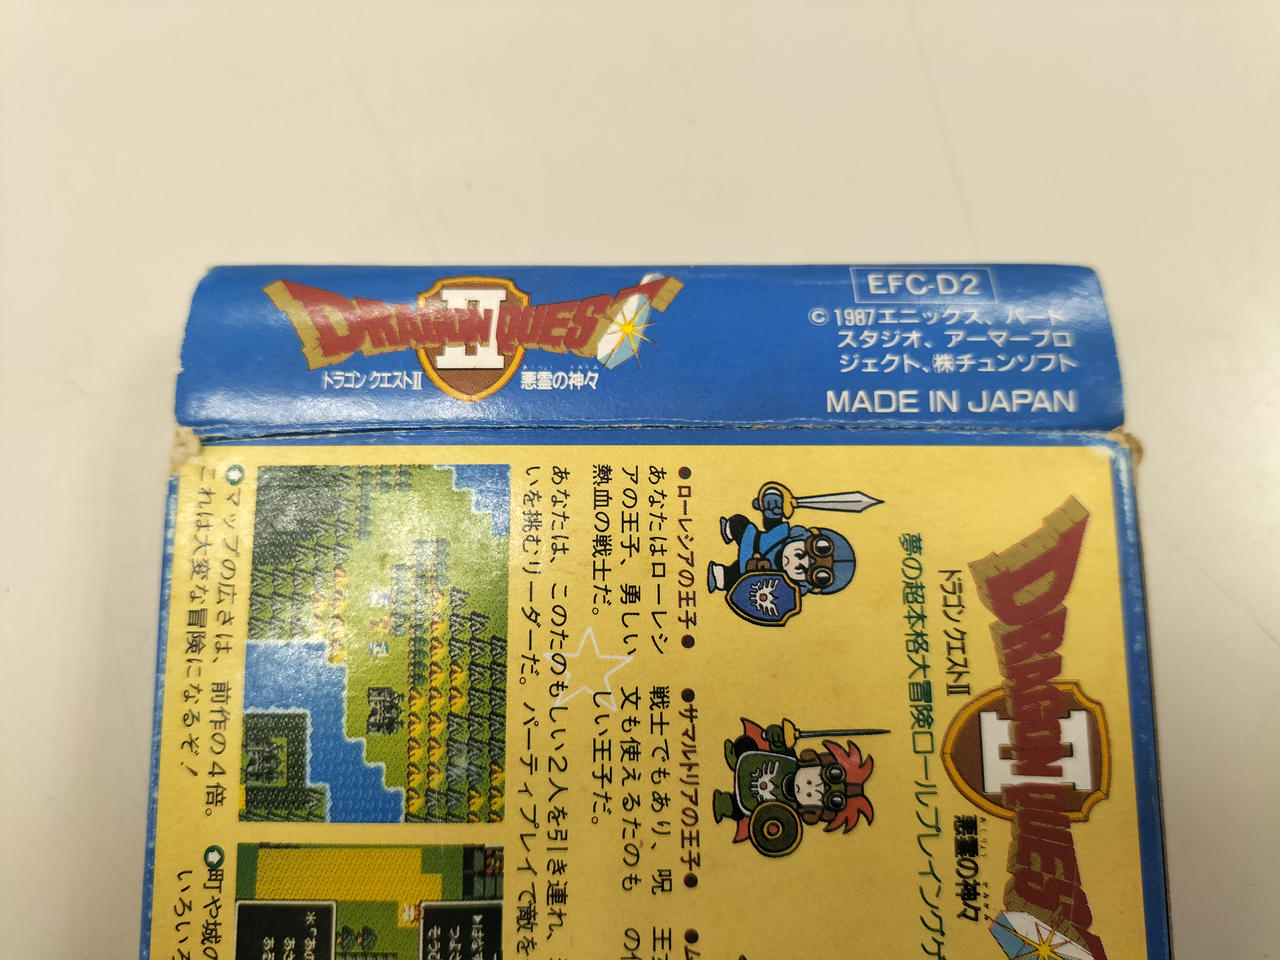 DRAGON QUEST
II
ドラゴンクエストII 悪霊の神々
EFC-D2
© 1987 エニックス、バード
スタジオ、アーマープロ
ジェクト、㈱チュンソフト
MADE IN JAPAN
DRAGON QUEST
II
ドラゴンクエストII
悪霊の神々
夢の超本格大冒険ロールプレイングゲ
●ローレシアの王子●
あなたはローレシ
アの王子、勇しい
熱血の戦士だ。
●サマルトリアの王子●
戦士でもあり、呪
文も使えるたのも
しい王子だ。
●ム
王
の
あなたは、このたのもしい2人を引き連れ、
いを挑むリーダーだ。パーティプレイで敵を
マップの広さは、前作の4倍。
これは大変な冒険になるぞ!
町や城の
いろいろ